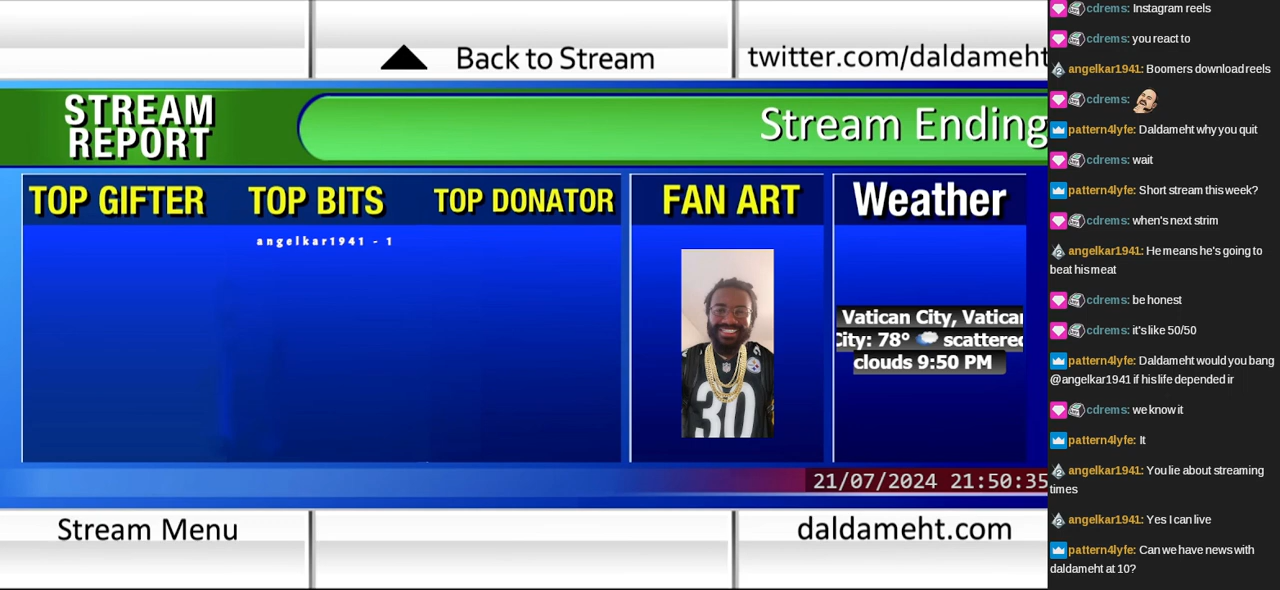 Back to Stream
twitter.com/daldameht
STREAM
REPORT
Stream Ending
TOP GIFTER
TOP BITS
TOP DONATOR
FAN ART
Weather
angelkar1941 - 1
30
Vatican City, Vatican
City: 78° scattered
clouds 9:50 PM
21/07/2024 21:50:35
Stream Menu
daldameht.com
cdrems: Instagram reels
cdrems: you react to
angelkar1941: Boomers download reels
cdrems:
pattern4lyfe: Daldameht why you quit
cdrems: wait
pattern4lyfe: Short stream this week?
cdrems: when's next strim
angelkar1941: He means he's going to
beat his meat
cdrems: be honest
cdrems: it's like 50/50
pattern4lyfe: Daldameht would you bang
@angelkar1941 if his life depended ir
cdrems: we know it
pattern4lyfe: It
angelkar1941: You lie about streaming
times
angelkar1941: Yes I can live
pattern4lyfe: Can we have news with
daldameht at 10?